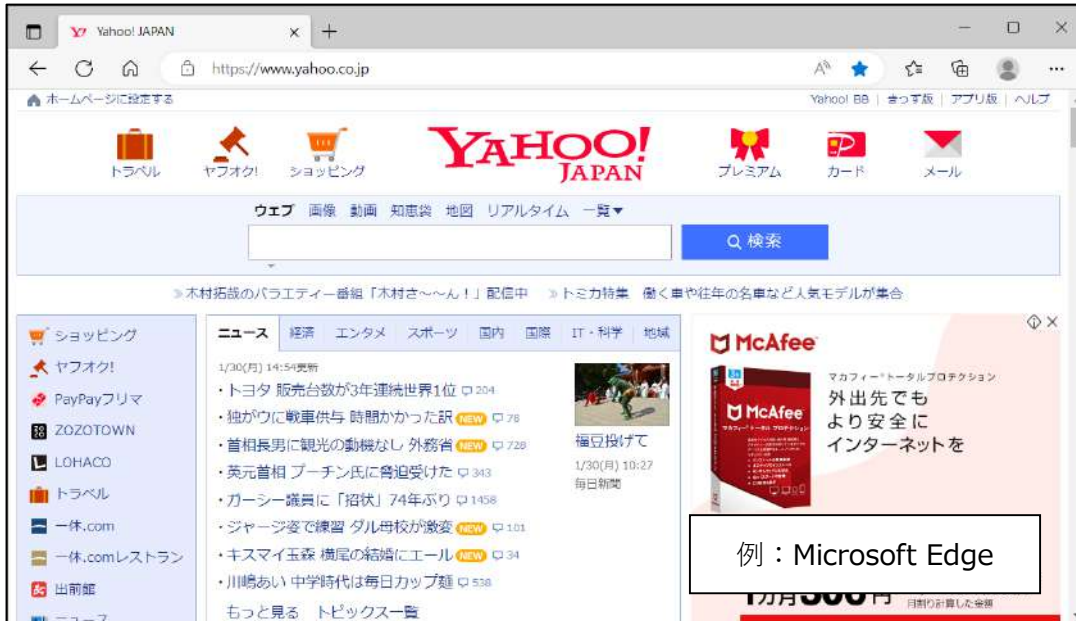 Yahoo! JAPAN
https://www.yahoo.co.jp
ホームページに設定する
Yahoo! BB | きっず版 | アプリ版 | ヘルプ
トラベル ヤフオク! ショッピング
YAHOO!
JAPAN
プレミアム カード メール
ウェブ 画像 動画 知恵袋 地図 リアルタイム 一覧▼
検索
木村拓哉のバラエティー番組「木村さ~~ん!」配信中
トミカ特集 働く車や往年の名車など人気モデルが集合
ショッピング
ヤフオク!
PayPayフリマ
ZOZOTOWN
LOHACO
トラベル
一休.com
一休.comレストラン
出前館
ニュース 経済 エンタメ スポーツ 国内 国際 IT・科学 地域
1/30(月) 14:54更新
・トヨタ 販売台数が3年連続世界1位 204
・独がウに戦車供与 時間かかった訳 NEW 78
・首相長男に観光の動機なし 外務省 NEW 728
・英元首相 プーチン氏に脅迫受けた 343
・ガーシー議員に「招状」74年ぶり 1458
・ジャージ姿で練習 ダル母校が激変 NEW 101
・キスマイ玉森 横尾の結婚にエール NEW 34
・川嶋あい 中学時代は毎日カップ麺 538
もっと見る トピックス一覧
福豆投げて
1/30(月) 10:27
毎日新聞
McAfee
McAfee
マカフィー トータル プロテクション
マカフィー®トータルプロテクション
外出先でも
より安全に
インターネットを
例：Microsoft Edge
月割り計算した金額